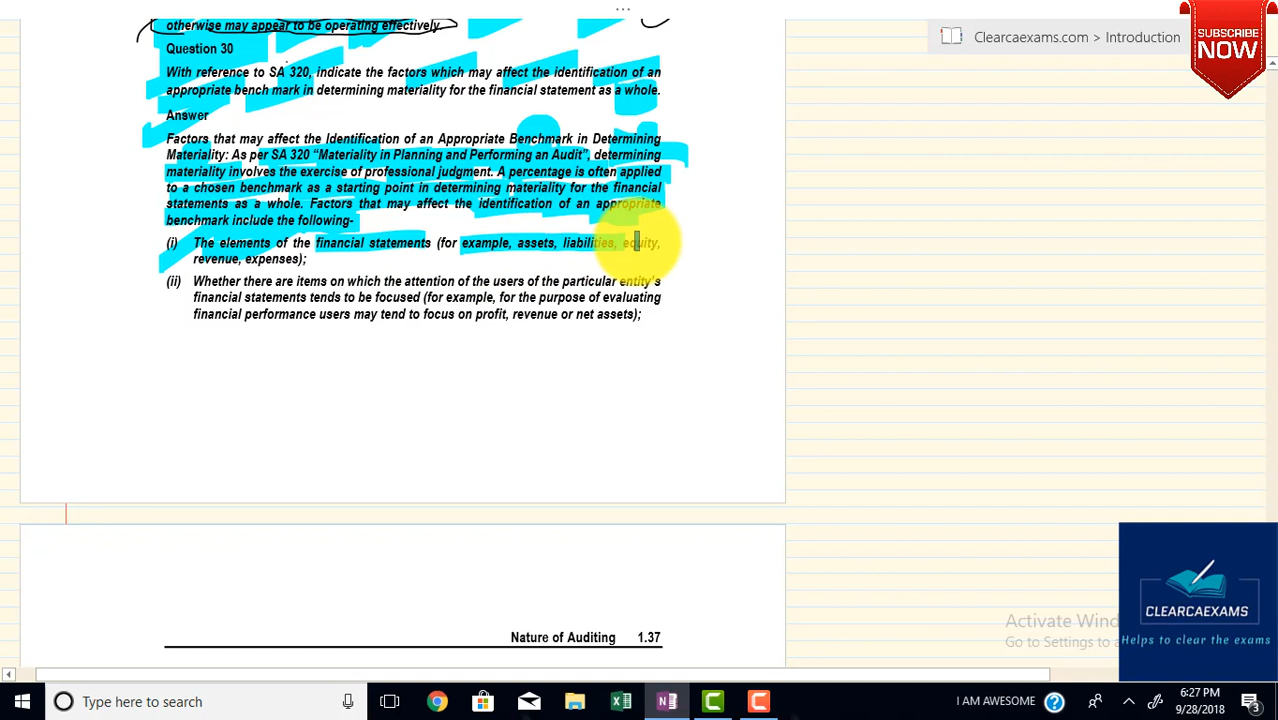 otherwise may appear to be operating effectively.
Question 30
With reference to SA 320, indicate the factors which may affect the identification of an
appropriate bench mark in determining materiality for the financial statement as a whole.
Answer
Factors that may affect the Identification of an Appropriate Benchmark in Determining
Materiality: As per SA 320 “Materiality in Planning and Performing an Audit”, determining
materiality involves the exercise of professional judgment. A percentage is often applied
to a chosen benchmark as a starting point in determining materiality for the financial
statements as a whole. Factors that may affect the identification of an appropriate
benchmark include the following-
(i) The elements of the financial statements (for example, assets, liabilities, equity,
revenue, expenses);
(ii) Whether there are items on which the attention of the users of the particular entity's
financial statements tends to be focused (for example, for the purpose of evaluating
financial performance users may tend to focus on profit, revenue or net assets);
Nature of Auditing 1.37
Clearcaexams.com > Introduction
SUBSCRIBE
NOW
Activate Wind
Go to Settings to a
CLEARCAEXAMS
Helps to clear the exams
Type here to search
I AM AWESOME
6:27 PM
9/28/2018
3